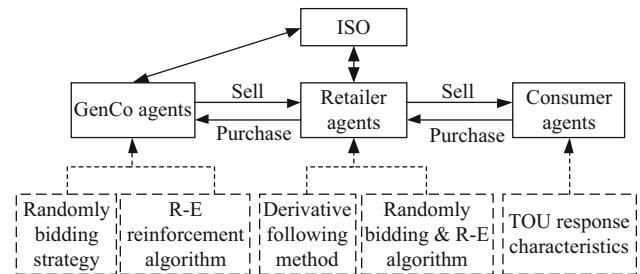 ISO
GenCo agents
Sell
Purchase
Retailer
agents
Sell
Purchase
Consumer
agents
Randomly
bidding
strategy
R-E
reinforcement
algorithm
Derivative
following
method
Randomly
bidding & R-E
algorithm
TOU response
characteristics